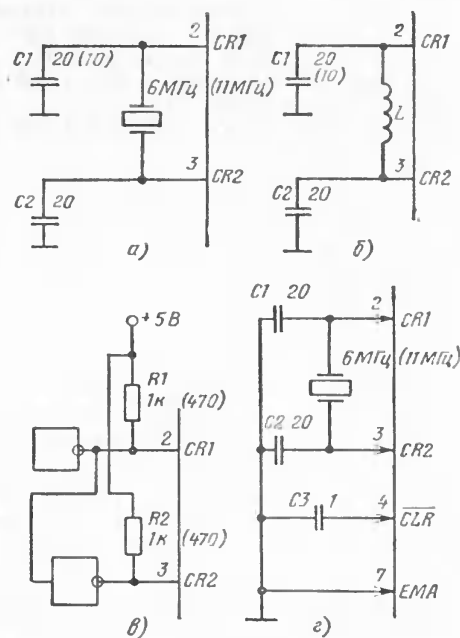 2
CR1
C1 20 (10)
6МГц (11МГц)
3
CR2
C2 20
а)
2
CR1
C1 20
(10)
L
3
CR2
C2 20
б)
+5В
R1
1к (470)
2
CR1
R2
1к (470)
3
CR2
в)
C1 20
2
CR1
6МГц (11МГц)
C2 20
3
CR2
C3 1
4
CLR
7
EMA
г)